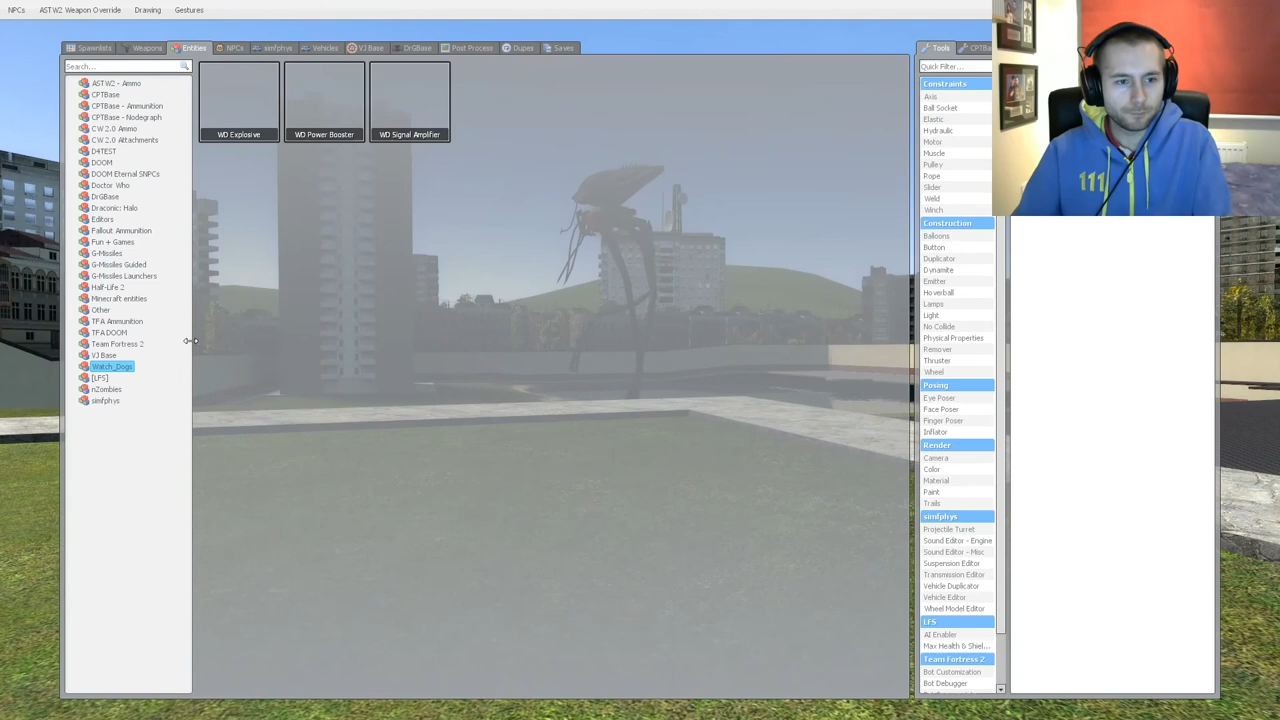 NPCs ASTW2 Weapon Override Drawing Gestures
Spawnlists Weapons Entities NPCs simfphys Vehicles VJ Base DrGBase Post Process Dupes Saves
Tools
Search...
Quick Filter...
ASTW2 - Ammo
CPTBase
CPTBase - Ammunition
CPTBase - Nodegraph
CW 2.0 Ammo
CW 2.0 Attachments
D4TEST
DOOM
DOOM Eternal SNPCs
Doctor Who
DrGBase
Draconic: Halo
Editors
Fallout Ammunition
Fun + Games
G-Missiles
G-Missiles Guided
G-Missiles Launchers
Half-Life 2
Minecraft entities
Other
TFA Ammunition
TFA DOOM
Team Fortress 2
VJ Base
Watch_Dogs
[LFS]
nZombies
simfphys
WD Explosive
WD Power Booster
WD Signal Amplifier
Constraints
Axis
Ball Socket
Elastic
Hydraulic
Motor
Muscle
Pulley
Rope
Slider
Weld
Winch
Construction
Balloons
Button
Duplicator
Dynamite
Emitter
Hoverball
Lamps
Light
No Collide
Physical Properties
Remover
Thruster
Wheel
Posing
Eye Poser
Face Poser
Finger Poser
Inflator
Render
Camera
Color
Material
Paint
Trails
simfphys
Projectile Turret
Sound Editor - Engine
Sound Editor - Misc
Suspension Editor
Transmission Editor
Vehicle Duplicator
Vehicle Editor
Wheel Model Editor
LFS
AI Enabler
Max Health & Shiel...
Team Fortress 2
Bot Customization
Bot Debugger
111